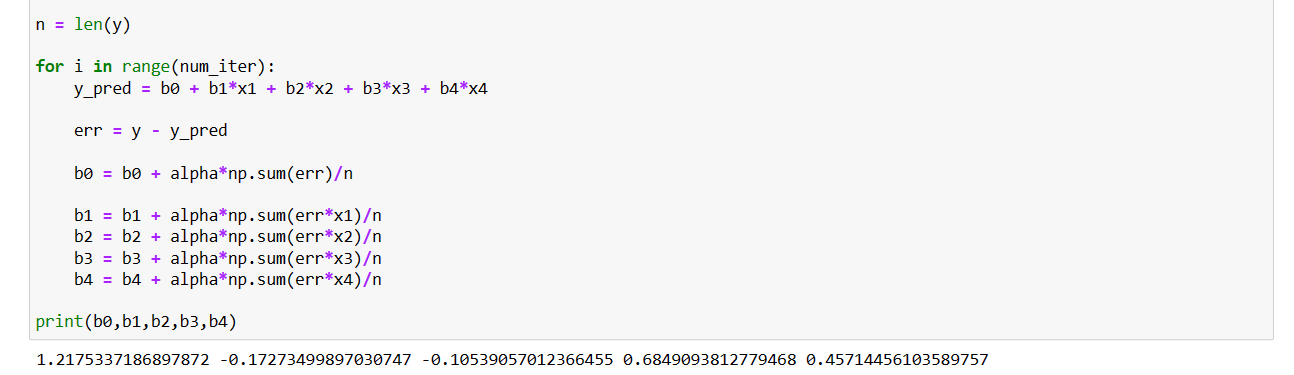 n = len(y)
for i in range(num_iter):
y_pred = b0 + b1*x1 + b2*x2 + b3*x3 + b4*x4
err = y - y_pred
b0 = b0 + alpha*np.sum(err)/n
b1 = b1 + alpha*np.sum(err*x1)/n
b2 = b2 + alpha*np.sum(err*x2)/n
b3 = b3 + alpha*np.sum(err*x3)/n
b4 = b4 + alpha*np.sum(err*x4)/n
print(b0,b1,b2,b3,b4)
1.2175337186897872 -0.17273499897030747 -0.10539057012366455 0.6849093812779468 0.45714456103589757